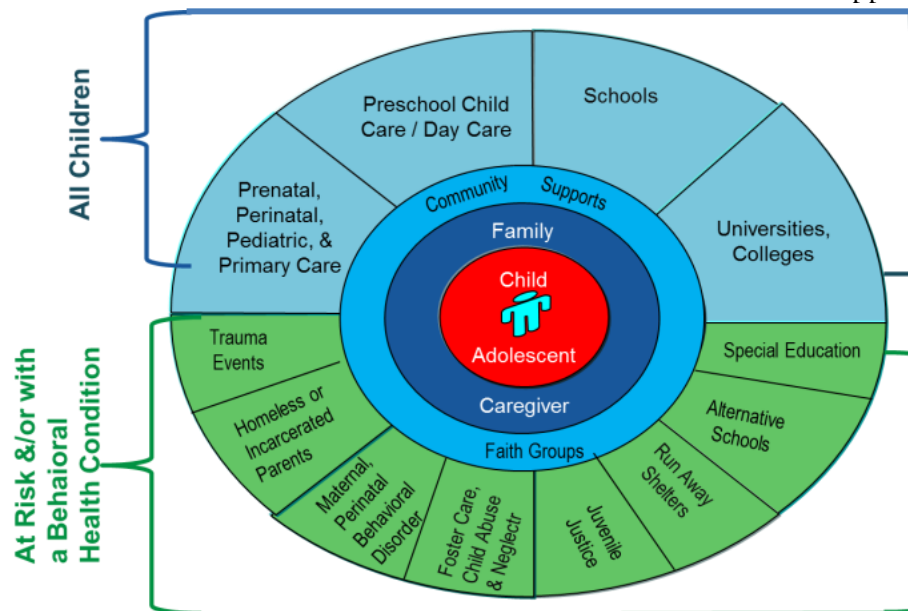 pp
All Children
Preschool Child
Care / Day Care
Schools
Prenatal,
Perinatal,
Pediatric, &
Primary Care
Universities,
Colleges
Community Supports
Family
Child
Adolescent
Caregiver
Faith Groups
At Risk &/or with
a Behaioral
Health Condition
Trauma
Events
Homeless or
Incarcerated
Parents
Maternal,
Perinatal
Behavioral
Disorder
Foster Care,
Child Abuse
& Neglectr
Juvenile
Justice
Run Away
Shelters
Alternative
Schools
Special Education